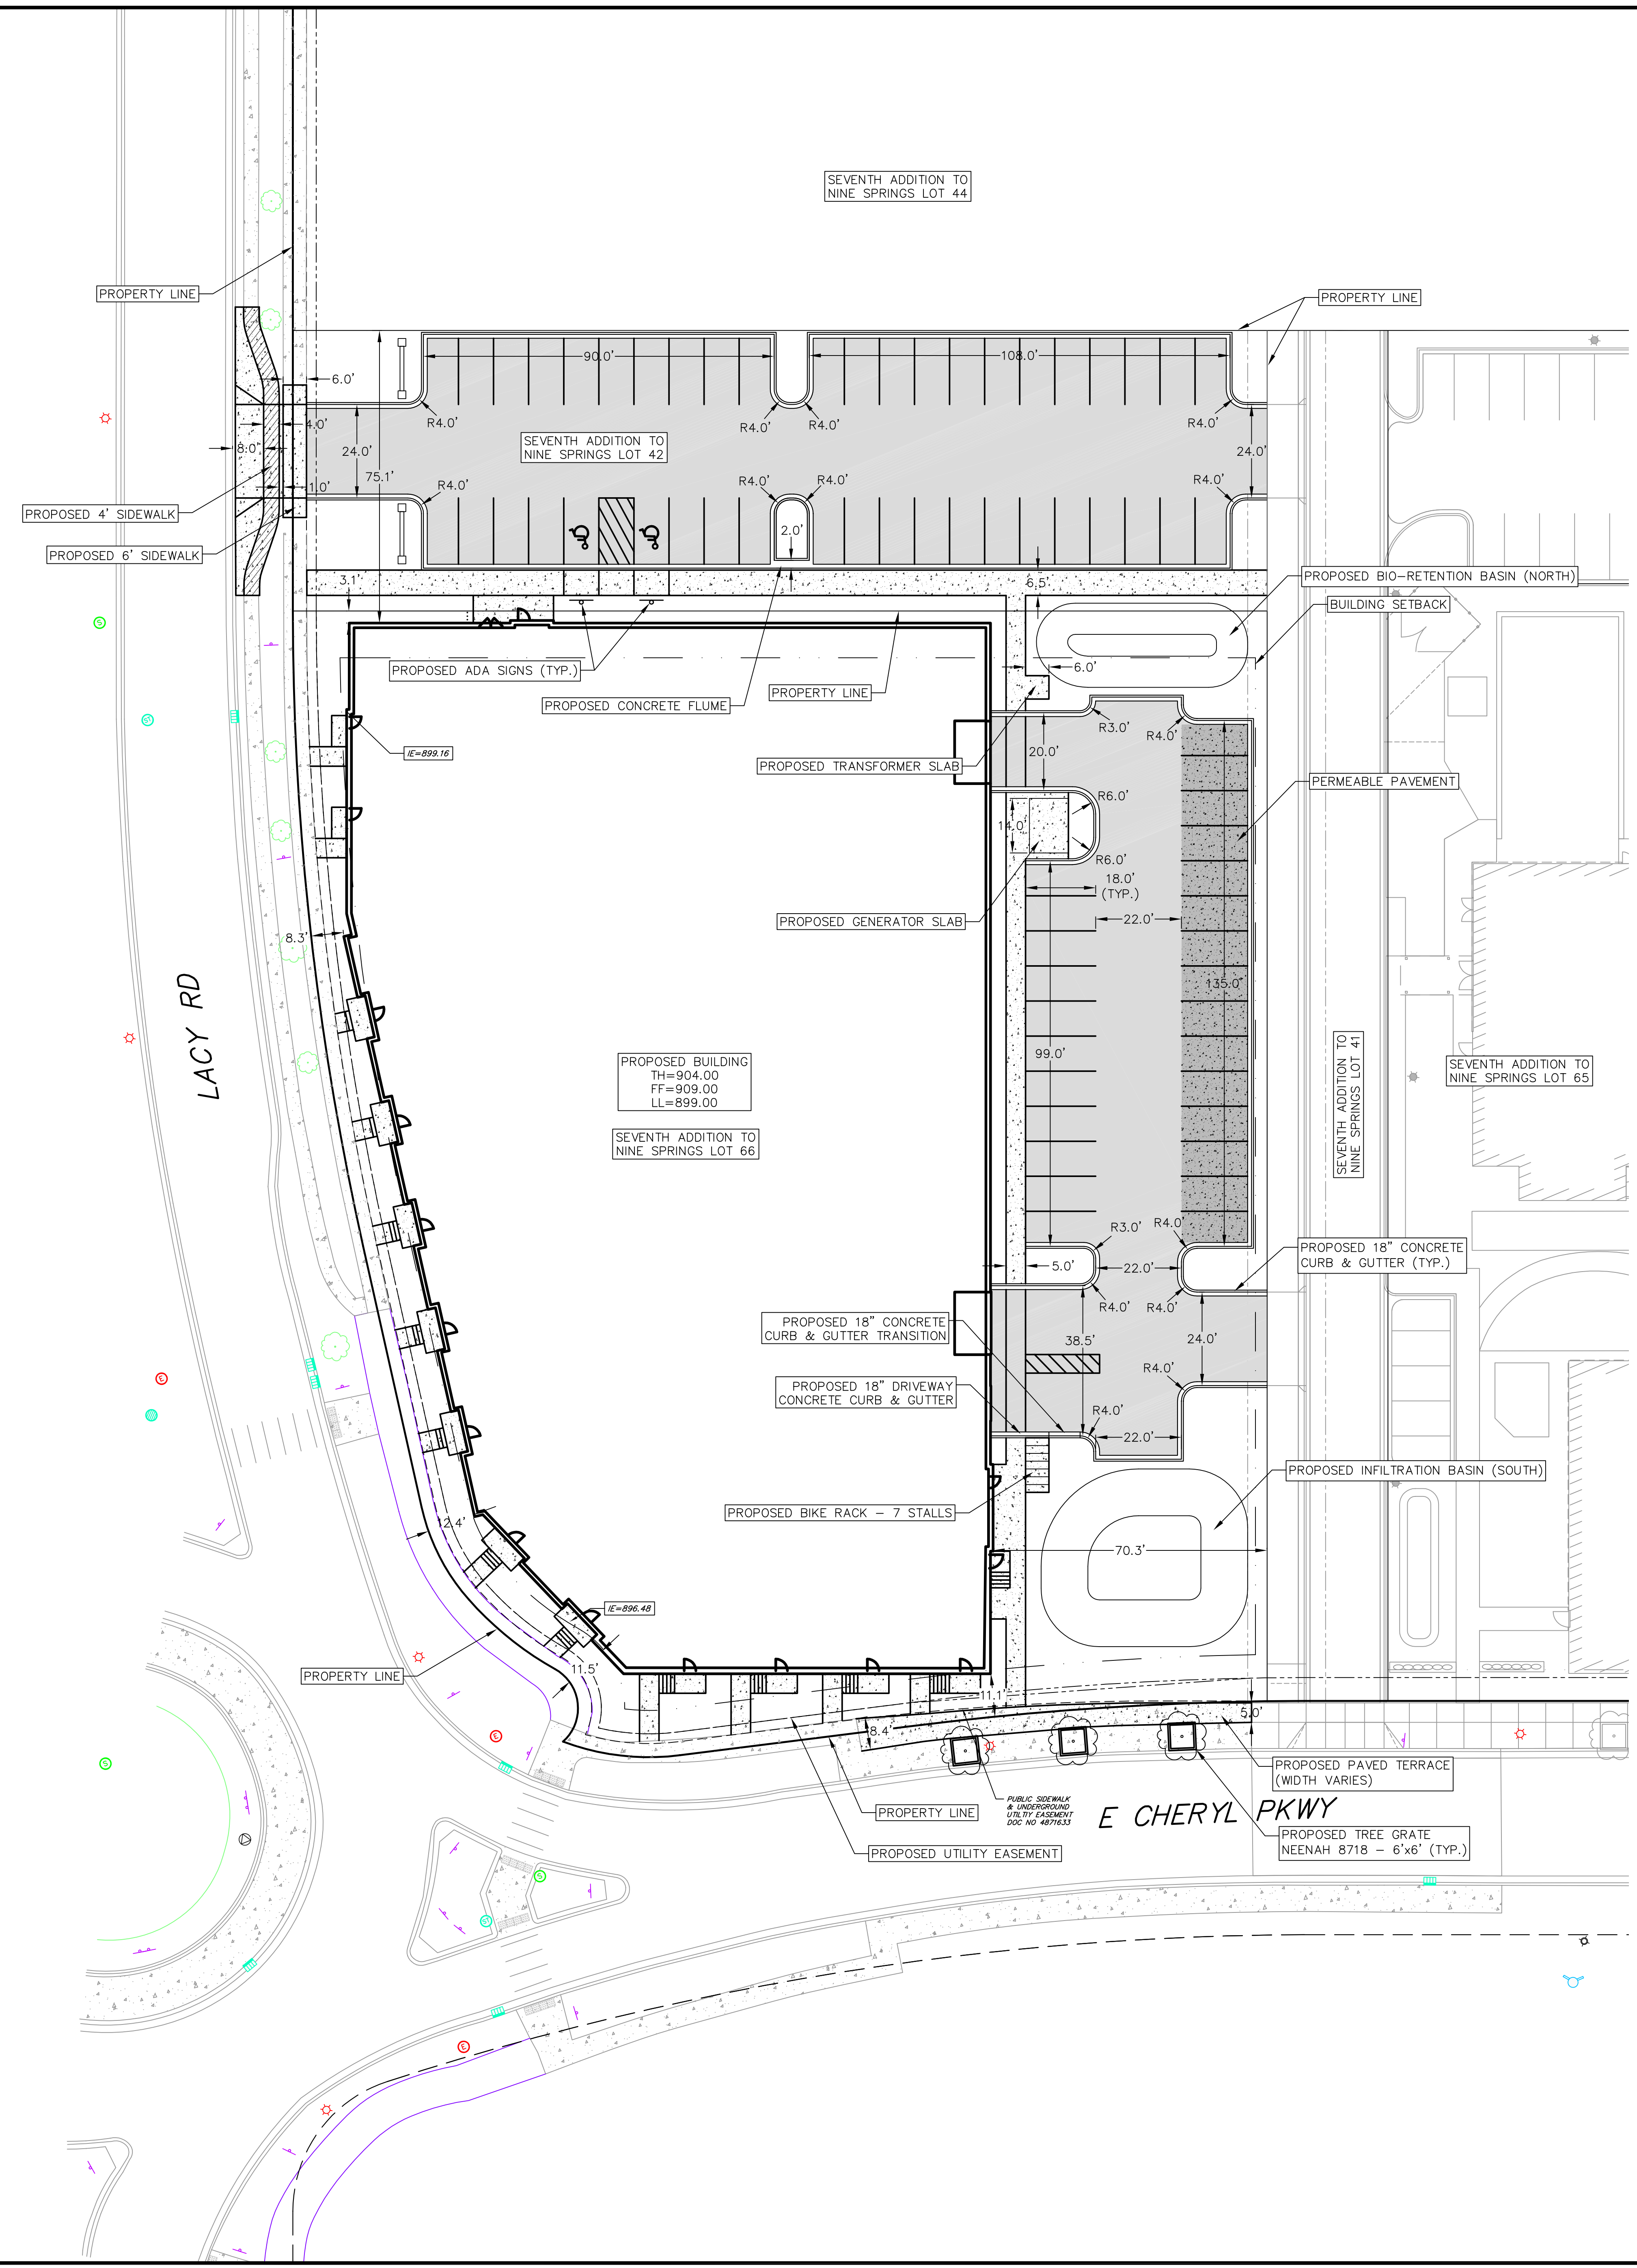 SEVENTH ADDITION TO
NINE SPRINGS LOT 44
PROPERTY LINE
PROPERTY LINE
90.0'
108.0'
6.0'
R4.0'
R4.0'
R4.0'
R4.0'
4.0'
8.0'
24.0'
75.1'
SEVENTH ADDITION TO
NINE SPRINGS LOT 42
24.0'
1.0'
R4.0'
R4.0'
R4.0'
R4.0'
PROPOSED 4' SIDEWALK
PROPOSED 6' SIDEWALK
2.0'
3.1'
6.5'
PROPOSED BIO-RETENTION BASIN (NORTH)
BUILDING SETBACK
PROPOSED ADA SIGNS (TYP.)
6.0'
PROPERTY LINE
PROPOSED CONCRETE FLUME
R3.0'
R4.0'
IE=899.16
20.0'
PROPOSED TRANSFORMER SLAB
PERMEABLE PAVEMENT
R6.0'
14.0'
R6.0'
18.0'
(TYP.)
PROPOSED GENERATOR SLAB
22.0'
8.3'
135.0'
LACY RD
99.0'
PROPOSED BUILDING
TH=904.00
FF=909.00
LL=899.00
SEVENTH ADDITION TO
NINE SPRINGS LOT 41
SEVENTH ADDITION TO
NINE SPRINGS LOT 65
SEVENTH ADDITION TO
NINE SPRINGS LOT 66
R3.0'
R4.0'
PROPOSED 18" CONCRETE
CURB & GUTTER (TYP.)
5.0'
22.0'
R4.0'
R4.0'
PROPOSED 18" CONCRETE
CURB & GUTTER TRANSITION
38.5'
24.0'
R4.0'
PROPOSED 18" DRIVEWAY
CONCRETE CURB & GUTTER
R4.0'
22.0'
PROPOSED INFILTRATION BASIN (SOUTH)
PROPOSED BIKE RACK - 7 STALLS
12.4'
70.3'
IE=896.48
PROPERTY LINE
11.5'
11.1'
5.0'
8.4'
PROPOSED PAVED TERRACE
(WIDTH VARIES)
PUBLIC SIDEWALK
& UNDERGROUND
UTILTIY EASEMENT
DOC NO 4871633
PROPERTY LINE
E CHERYL PKWY
PROPOSED TREE GRATE
NEENAH 8718 - 6'x6' (TYP.)
PROPOSED UTILITY EASEMENT